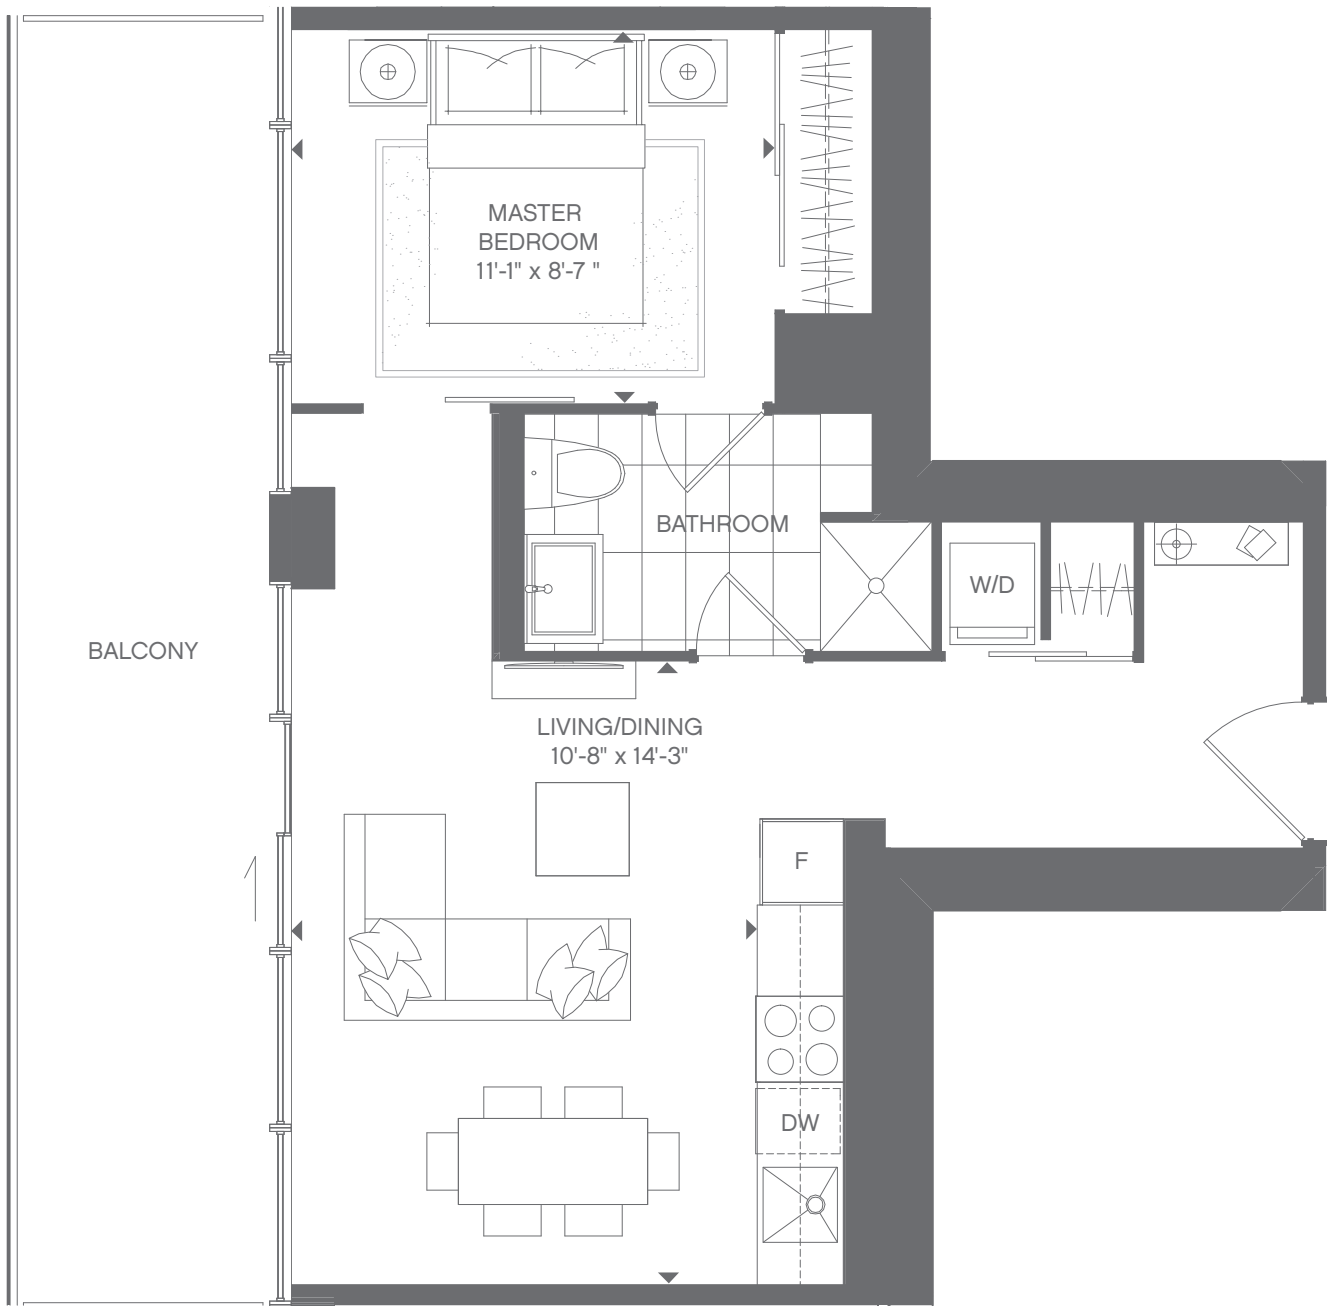 MASTER
BEDROOM
11'-1" x 8'-7 "
BATHROOM
W/D
BALCONY
LIVING/DINING
10'-8" x 14'-3"
F
DW